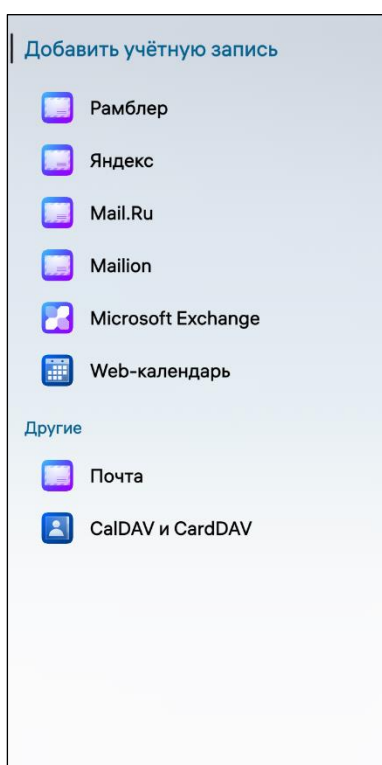 Добавить учётную запись
Рамблер
Яндекс
Mail.Ru
Mailion
Microsoft Exchange
Web-календарь
Другие
Почта
CalDAV и CardDAV